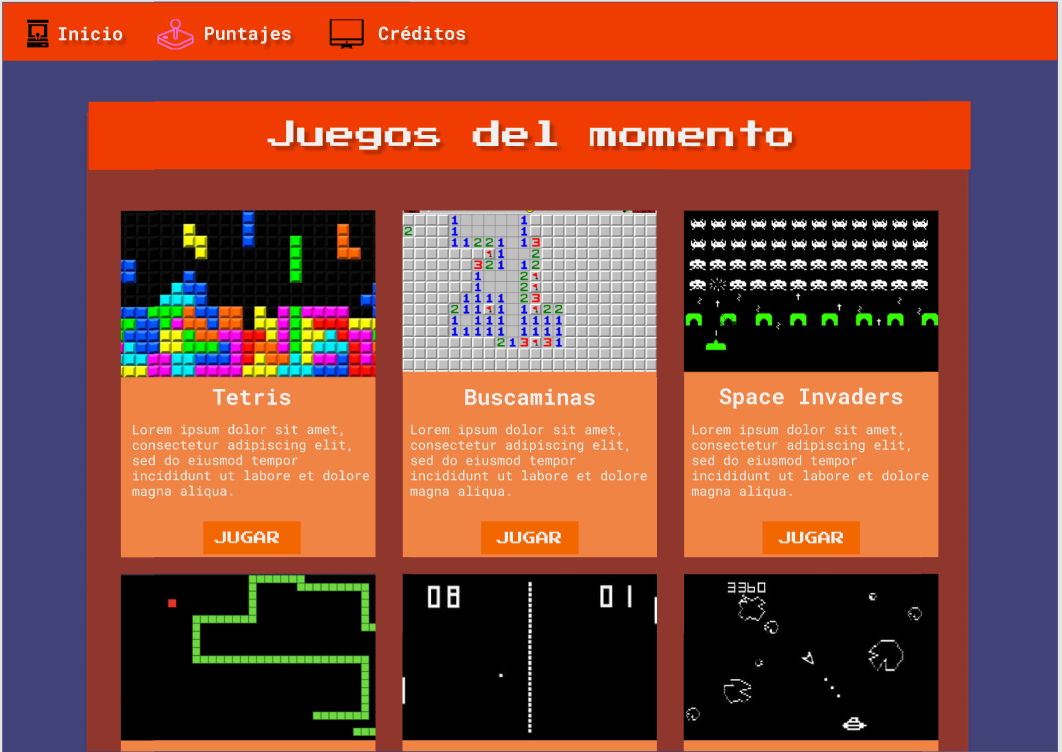 Inicio Puntajes Créditos
Juegos del momento
Tetris
Lorem ipsum dolor sit amet,
consectetur adipiscing elit,
sed do eiusmod tempor
incididunt ut labore et dolore
magna aliqua.
JUGAR
Buscaminas
Lorem ipsum dolor sit amet,
consectetur adipiscing elit,
sed do eiusmod tempor
incididunt ut labore et dolore
magna aliqua.
JUGAR
Space Invaders
Lorem ipsum dolor sit amet,
consectetur adipiscing elit,
sed do eiusmod tempor
incididunt ut labore et dolore
magna aliqua.
JUGAR
08 01
3360